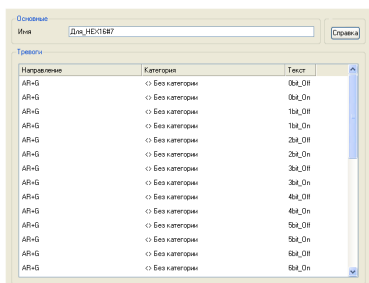 Основные
Имя Для_HEX16#7 Справка
Тревоги
Направление Категория Текст
AR+G <> Без категории 0bit_Off
AR+G <> Без категории 0bit_On
AR+G <> Без категории 1bit_Off
AR+G <> Без категории 1bit_On
AR+G <> Без категории 2bit_Off
AR+G <> Без категории 2bit_On
AR+G <> Без категории 3bit_Off
AR+G <> Без категории 3bit_On
AR+G <> Без категории 4bit_Off
AR+G <> Без категории 4bit_On
AR+G <> Без категории 5bit_Off
AR+G <> Без категории 5bit_On
AR+G <> Без категории 6bit_Off
AR+G <> Без категории 6bit_On